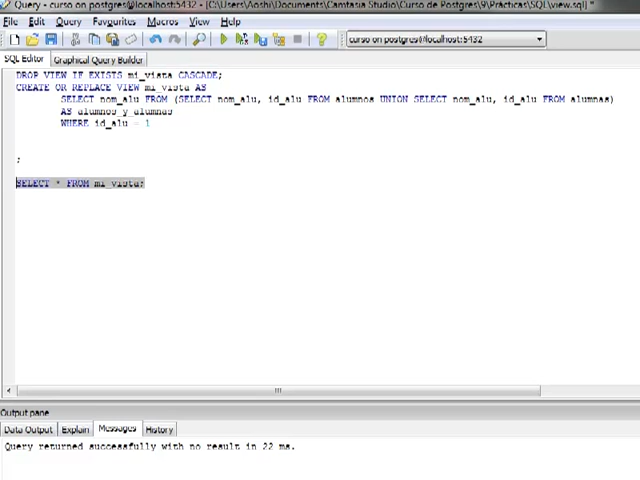 Query - curso on postgres@localhost:5432 - [C:\Users\Aoshi\Documents\Camtasia Studio\Curso de Postgres\9\Prácticas\SQL\view.sql] *
File Edit Query Favourites Macros View Help
curso on postgres@localhost:5432
SQL Editor Graphical Query Builder
DROP VIEW IF EXISTS mi_vista CASCADE;
CREATE OR REPLACE VIEW mi_vista AS
SELECT nom_alu FROM (SELECT nom_alu, id_alu FROM alumnos UNION SELECT nom_alu, id_alu FROM alumnas)
AS alumnos_y_alumnas
WHERE id_alu = 1
;
SELECT * FROM mi_vista;
Output pane
Data Output Explain Messages History
Query returned successfully with no result in 22 ms.